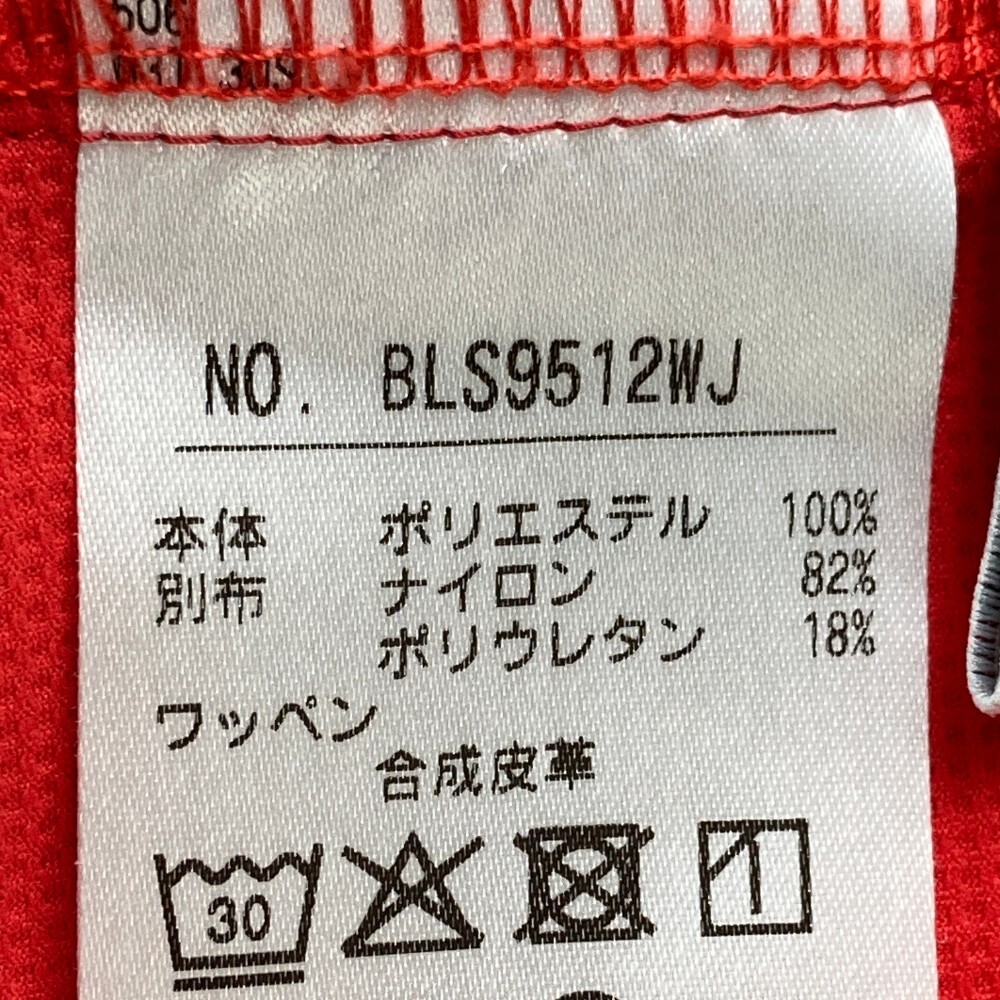 NO. BLS9512WJ
本体 ポリエステル 100%
別布 ナイロン 82%
ポリウレタン 18%
ワッペン
合成皮革
30